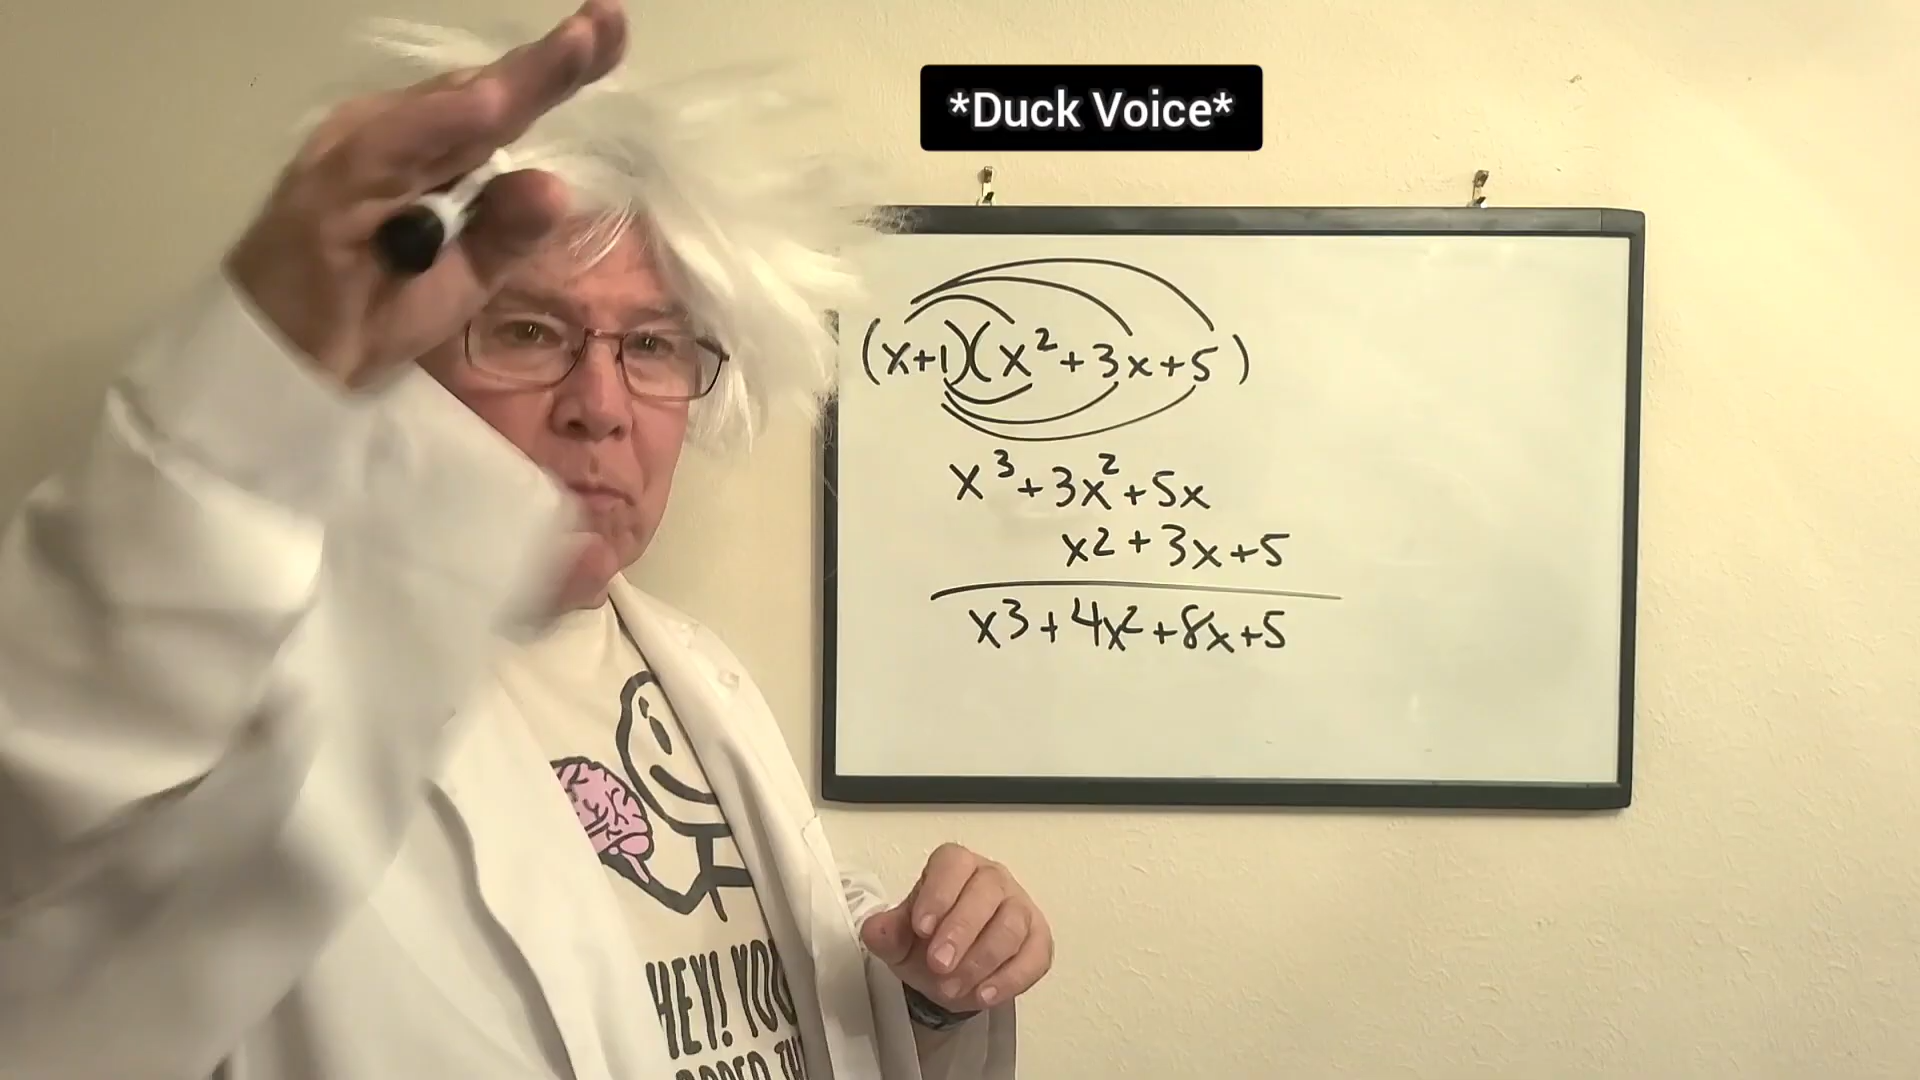 *Duck Voice*
(x+1)(x²+3x+5)
x³+3x²+5x
x2+3x+5
x3+4x²+8x+5
HEY! YOU